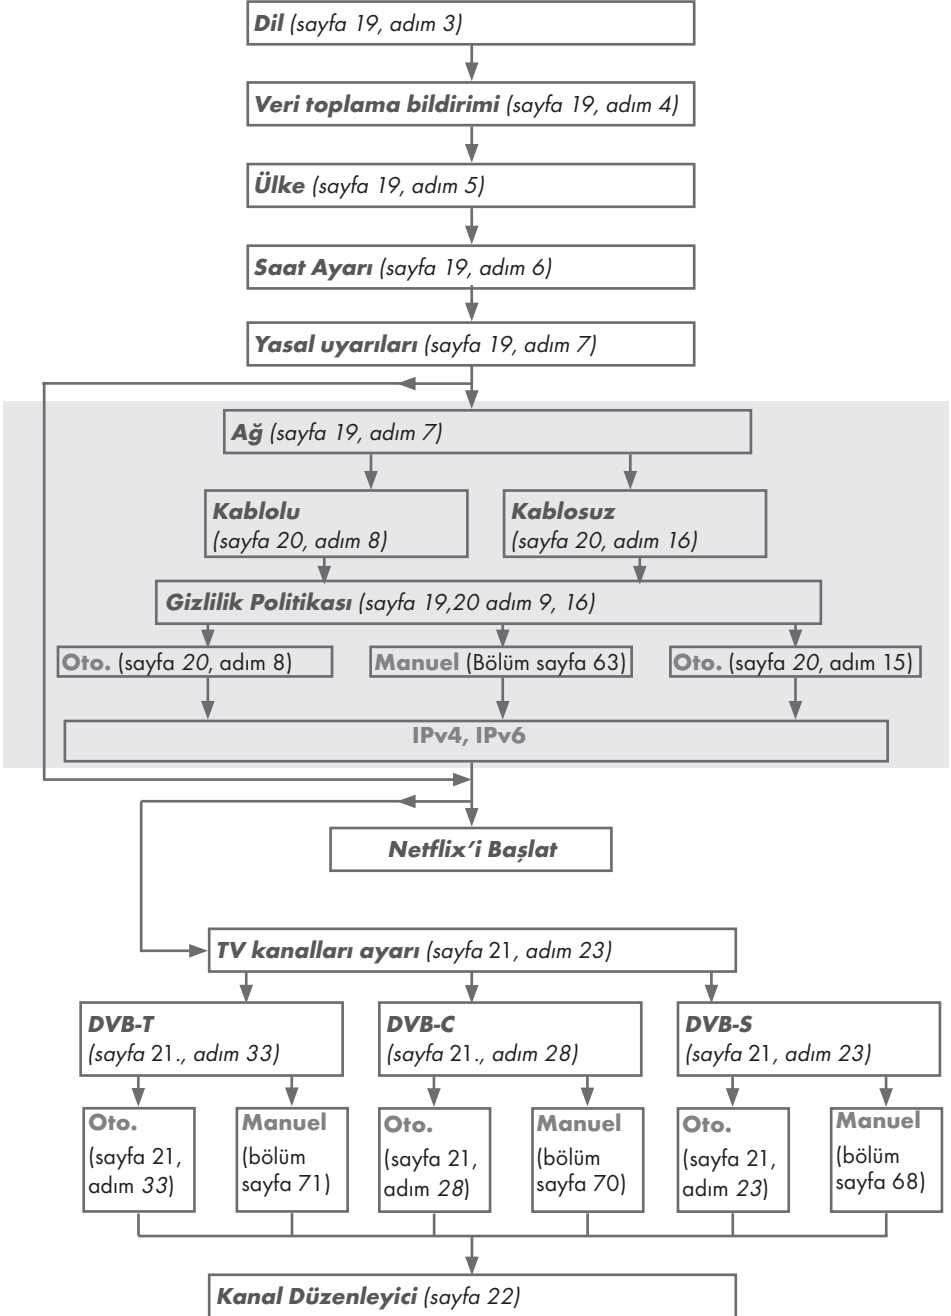 Dil (sayfa 19, adım 3)
Veri toplama bildirimi (sayfa 19, adım 4)
Ülke (sayfa 19, adım 5)
Saat Ayarı (sayfa 19, adım 6)
Yasal uyarıları (sayfa 19, adım 7)
Ağ (sayfa 19, adım 7)
Kablolu
(sayfa 20, adım 8)
Kablosuz
(sayfa 20, adım 16)
Gizlilik Politikası (sayfa 19,20 adım 9, 16)
Oto. (sayfa 20, adım 8)
Manuel (Bölüm sayfa 63)
Oto. (sayfa 20, adım 15)
IPv4, IPv6
Netflix’i Başlat
TV kanalları ayarı (sayfa 21, adım 23)
DVB-T
(sayfa 21., adım 33)
DVB-C
(sayfa 21., adım 28)
DVB-S
(sayfa 21, adım 23)
Oto.
(sayfa 21,
adım 33)
Manuel
(bölüm
sayfa 71)
Oto.
(sayfa 21,
adım 28)
Manuel
(bölüm
sayfa 70)
Oto.
(sayfa 21,
adım 23)
Manuel
(bölüm
sayfa 68)
Kanal Düzenleyici (sayfa 22)